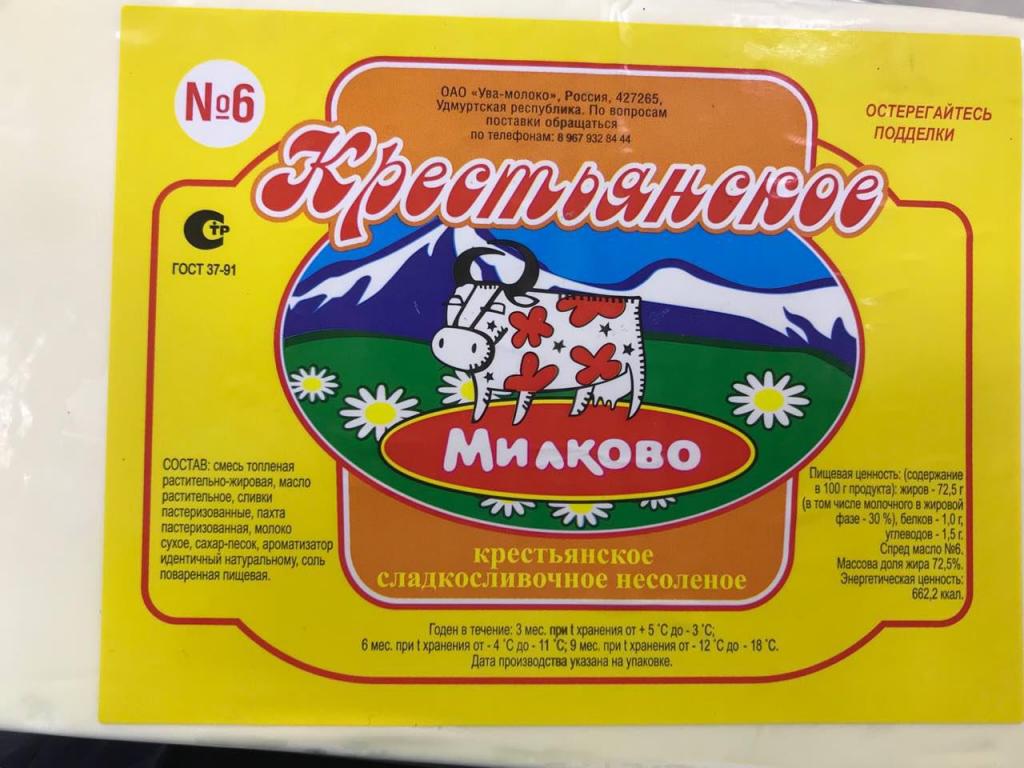 №6
ОАО «Ува-молоко», Россия, 427265,
Удмуртская республика. По вопросам
поставки обращаться
по телефонам: 8 967 932 84 44
ОСТЕРЕГАЙТЕСЬ
ПОДДЕЛКИ
Крестьянское
СТР
ГОСТ 37-91
МИЛКОВО
СОСТАВ: смесь топленая
растительно-жировая, масло
растительное, сливки
пастеризованные, пахта
пастеризованная, молоко
сухое, сахар-песок, ароматизатор
идентичный натуральному, соль
поваренная пищевая.
Пищевая ценность: (содержание
в 100 г продукта): жиров - 72,5 г
(в том числе молочного в жировой
фазе - 30 %), белков - 1,0 г,
углеводов - 1,5 г.
Спред масло №6.
Массова доля жира 72,5%.
Энергетическая ценность:
662,2 ккал.
крестьянское
сладкосливочное несоленое
Годен в течение: 3 мес. при t хранения от + 5 ˚С до - 3 ˚С;
6 мес. при t хранения от - 4 ˚С до - 11 ˚С; 9 мес. при t хранения от - 12 ˚С до - 18 ˚С.
Дата производства указана на упаковке.